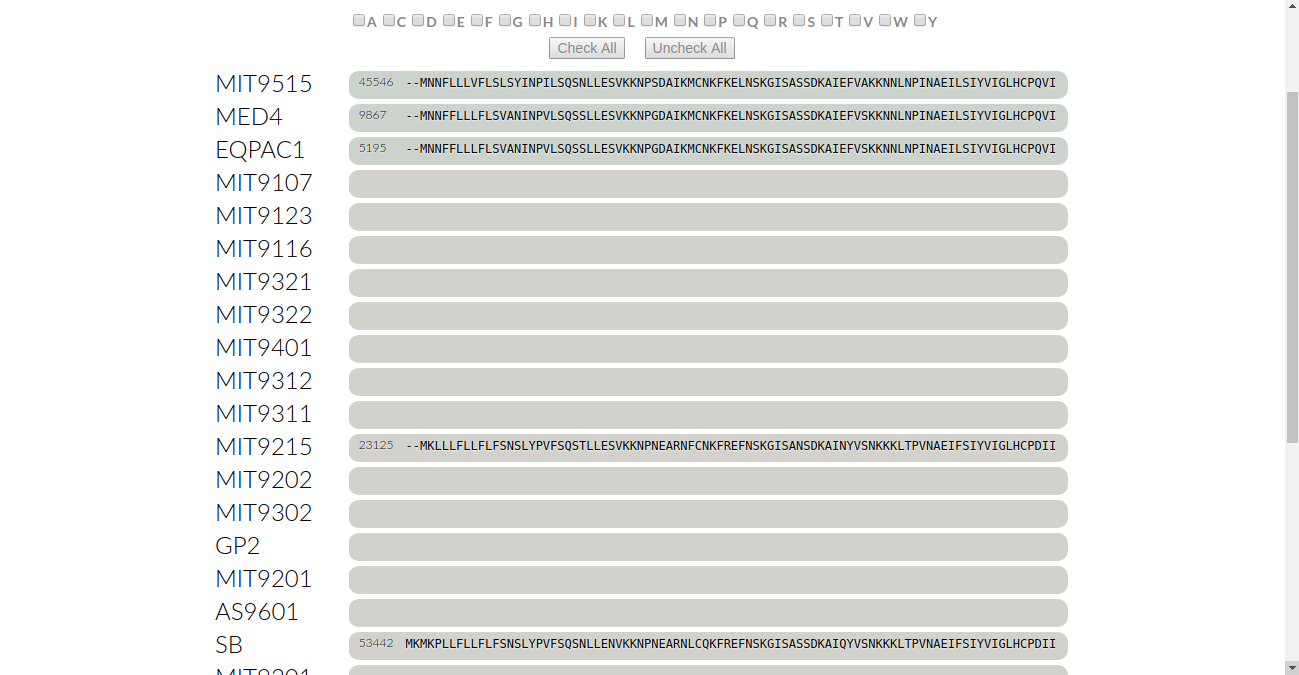 A C D E F G H I K L M N P Q R S T V W Y
Check All Uncheck All
MIT9515 45546 --MNNFLLLVFLSLSYINPILSQSNLLESVKKNPSDAIKMCNKFKELNSKGISASSDKAIEFVAKKNNLNPINAEILSIYVIGLHCPQVI
MED4 9867 --MNNFFLLLFLSVANINPVLSQSSLLESVKKNPGDAIKMCNKFKELNSKGISASSDKAIEFVSKKNNLNPINAEILSIYVIGLHCPQVI
EQPAC1 5195 --MNNFFLLLFLSVANINPVLSQSSLLESVKKNPGDAIKMCNKFKELNSKGISASSDKAIEFVSKKNNLNPINAEILSIYVIGLHCPQVI
MIT9107
MIT9123
MIT9116
MIT9321
MIT9322
MIT9401
MIT9312
MIT9311
MIT9215 23125 --MKLLLFLLFLFSNSLYPVFSQSTLLESVKKNPNEARNFCNKFREFNSKGISANSDKAINYVSNKKKLTPVNAEIFSIYVIGLHCPDII
MIT9202
MIT9302
GP2
MIT9201
AS9601
SB 53442 MKMKPLLFLLFLFSNSLYPVFSQSNLLENVKKNPNEARNLCQKFREFNSKGISASSDKAIQYVSNKKKLTPVNAEIFSIYVIGLHCPDII